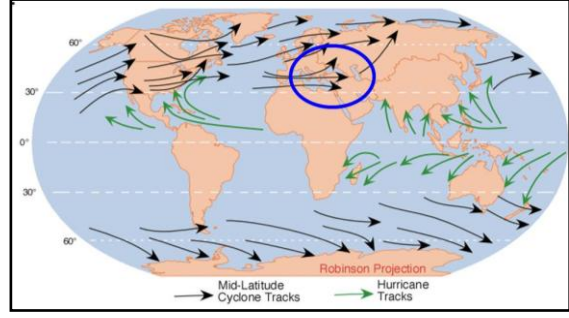 60°
30°
0°
30°
60°
Robinson Projection
Mid-Latitude
Cyclone Tracks
Hurricane
Tracks